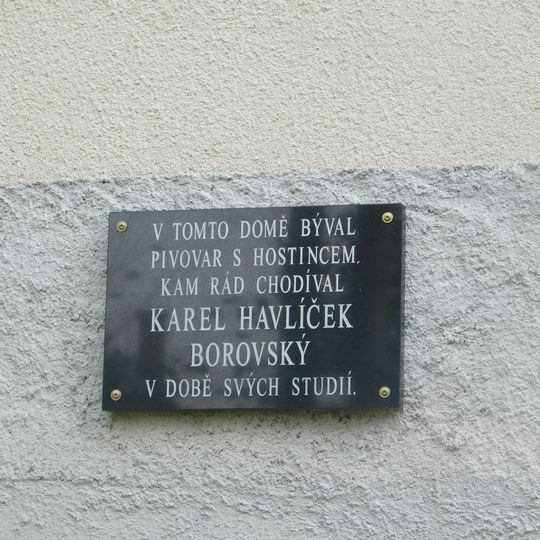 V TOMTO DOMĚ BÝVAL
PIVOVAR S HOSTINCEM,
KAM RÁD CHODÍVAL
KAREL HAVLÍČEK
BOROVSKÝ
V DOBĚ SVÝCH STUDIÍ.